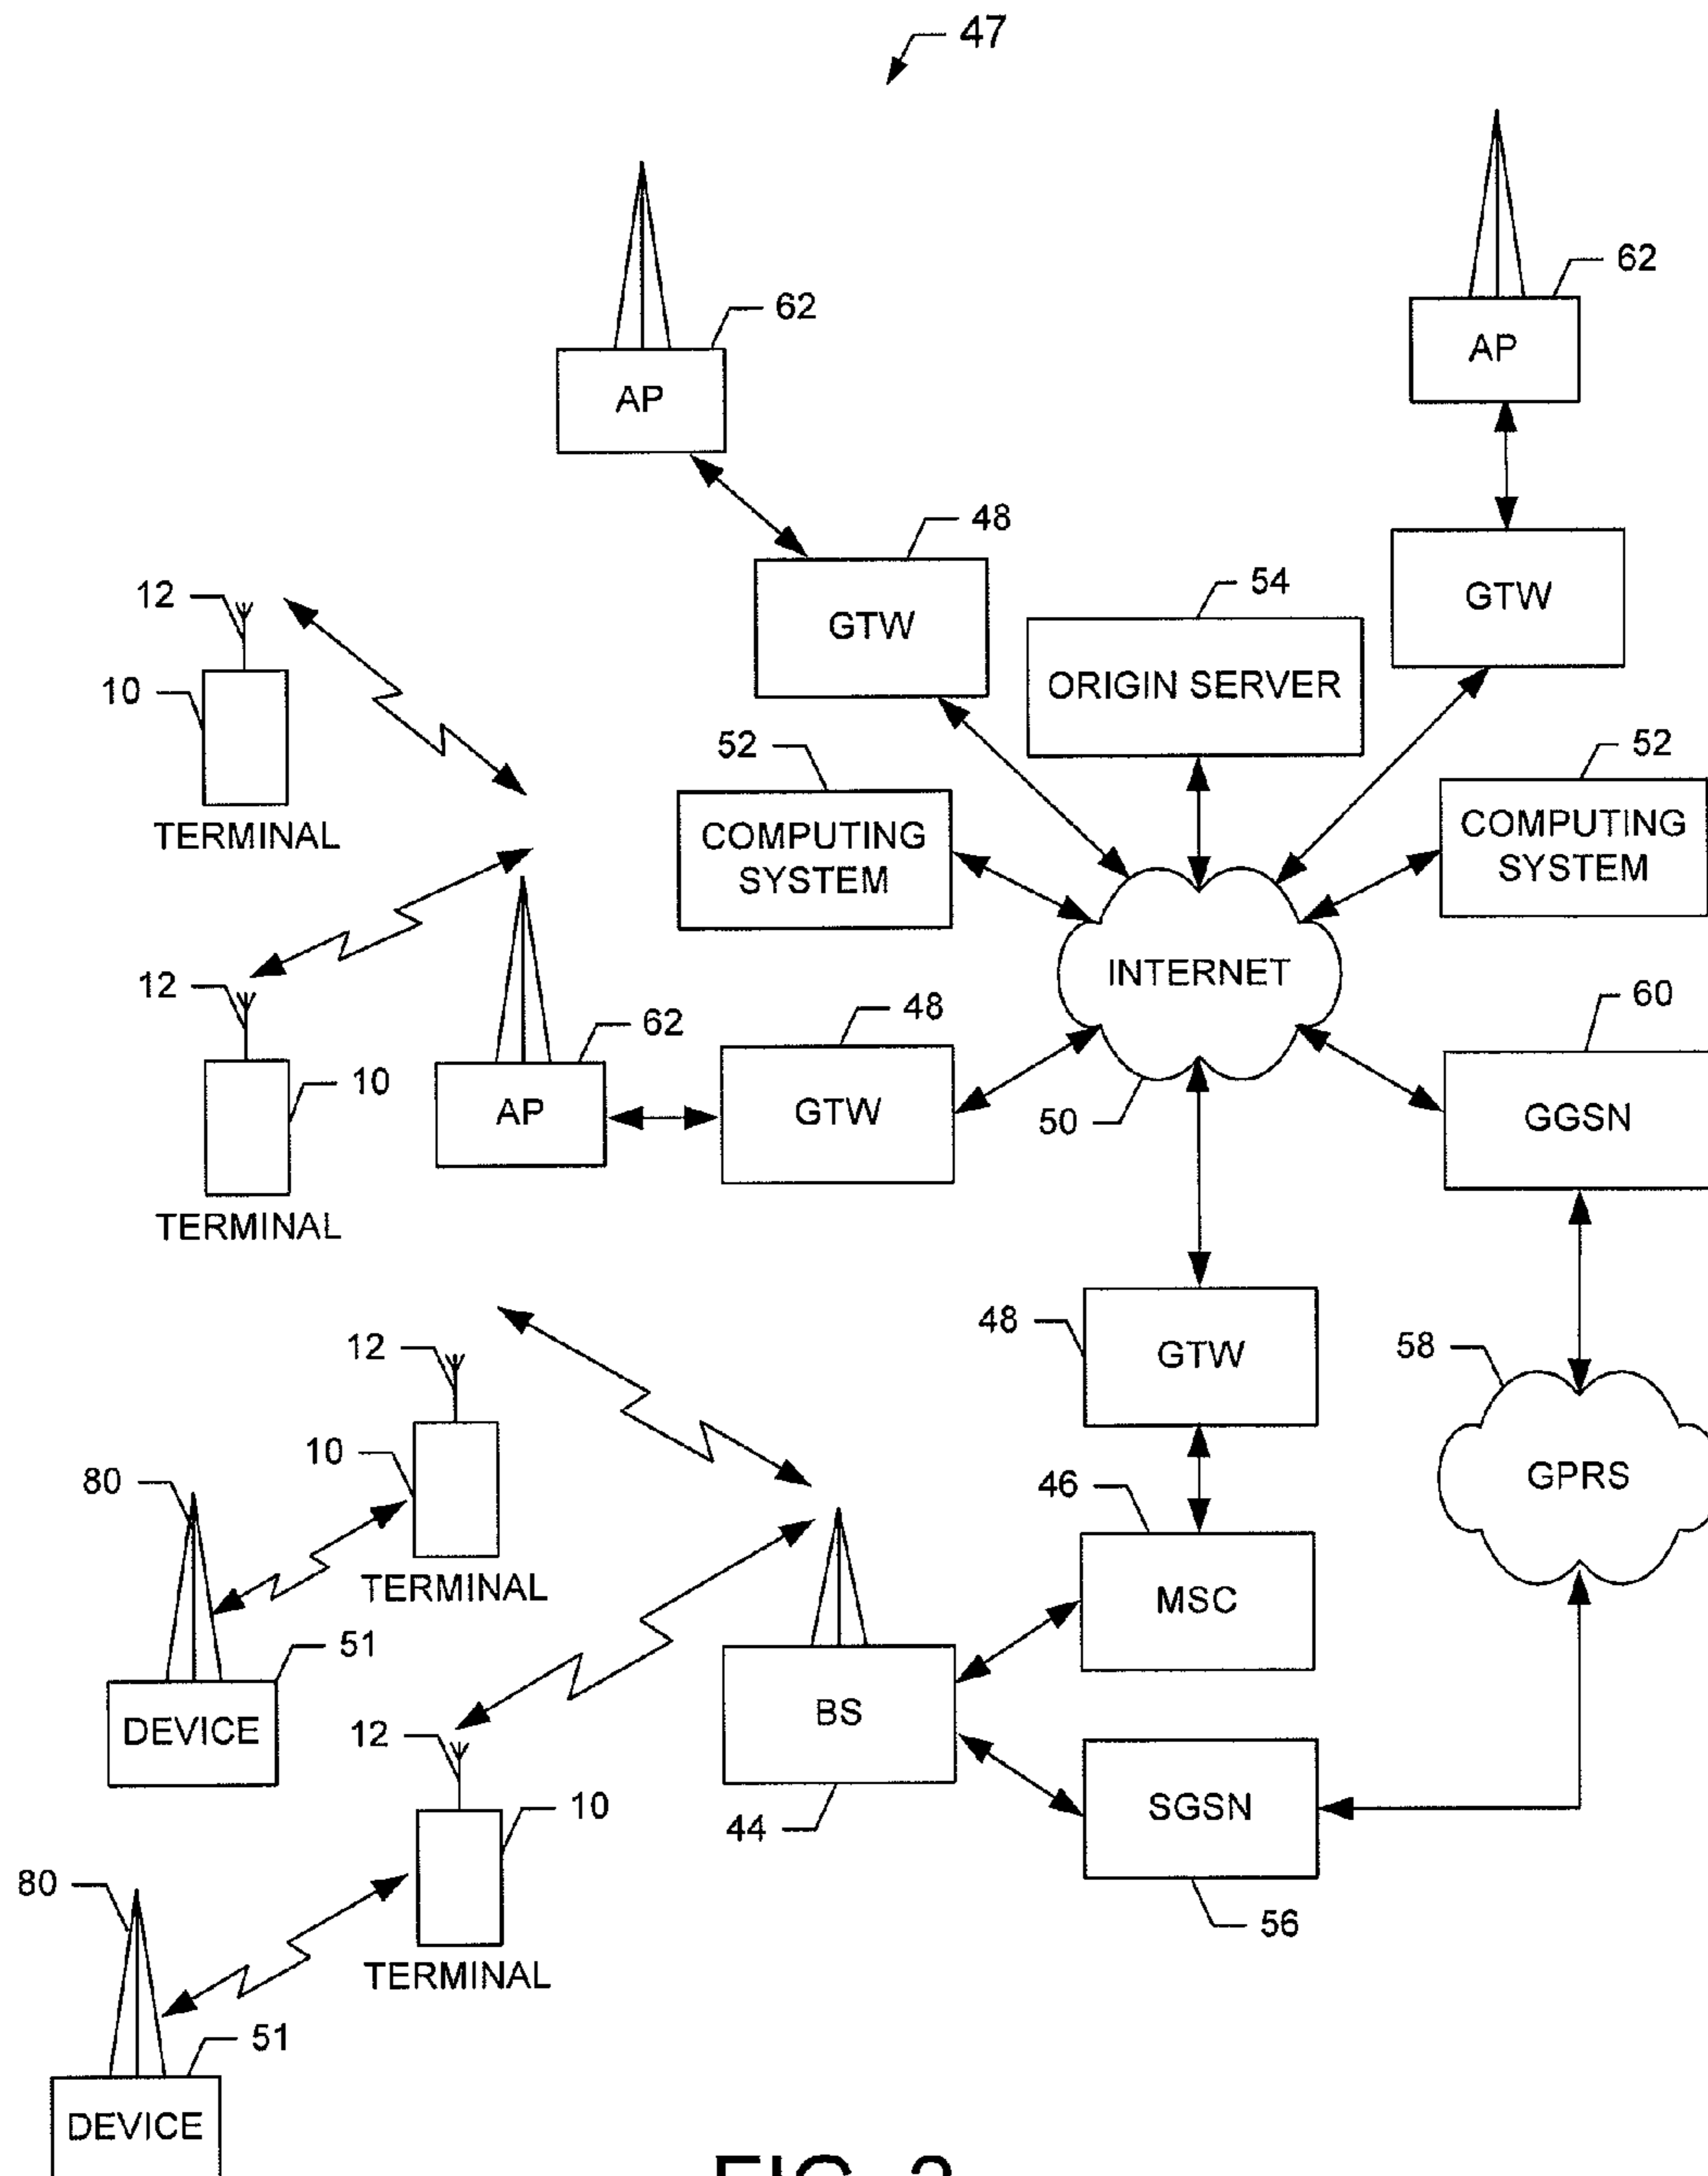 47
62
AP
62
AP
48
GTW
GTW
54
ORIGIN SERVER
12
10
TERMINAL
52
COMPUTING
SYSTEM
52
COMPUTING
SYSTEM
INTERNET
50
12
10
TERMINAL
62
AP
48
GTW
60
GGSN
48
GTW
58
GPRS
12
10
TERMINAL
80
51
DEVICE
46
MSC
BS
44
SGSN
56
12
10
TERMINAL
80
51
DEVICE